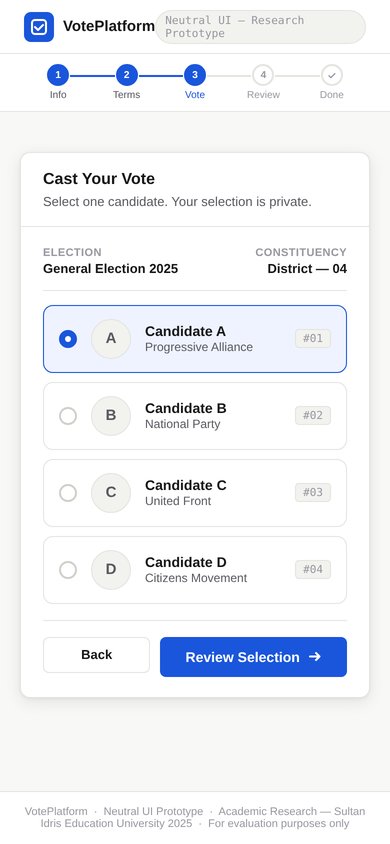 VotePlatform
Neutral UI — Research
Prototype
1 2 3 4
Info Terms Vote Review Done
Cast Your Vote
Select one candidate. Your selection is private.
ELECTION CONSTITUENCY
General Election 2025 District — 04
A
Candidate A
Progressive Alliance
#01
B
Candidate B
National Party
#02
C
Candidate C
United Front
#03
D
Candidate D
Citizens Movement
#04
Back
Review Selection →
VotePlatform · Neutral UI Prototype · Academic Research — Sultan
Idris Education University 2025 · For evaluation purposes only